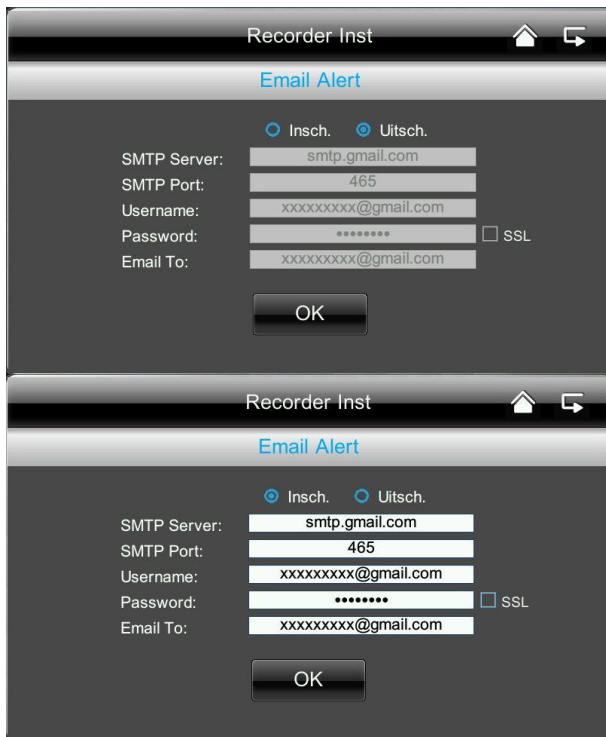 Recorder Inst
Email Alert
Insch. Uitsch.
SMTP Server: smtp.gmail.com
SMTP Port: 465
Username: xxxxxxxxx@gmail.com
Password: •••••••• SSL
Email To: xxxxxxxxx@gmail.com
OK
Recorder Inst
Email Alert
Insch. Uitsch.
SMTP Server: smtp.gmail.com
SMTP Port: 465
Username: xxxxxxxxx@gmail.com
Password: •••••••• SSL
Email To: xxxxxxxxx@gmail.com
OK